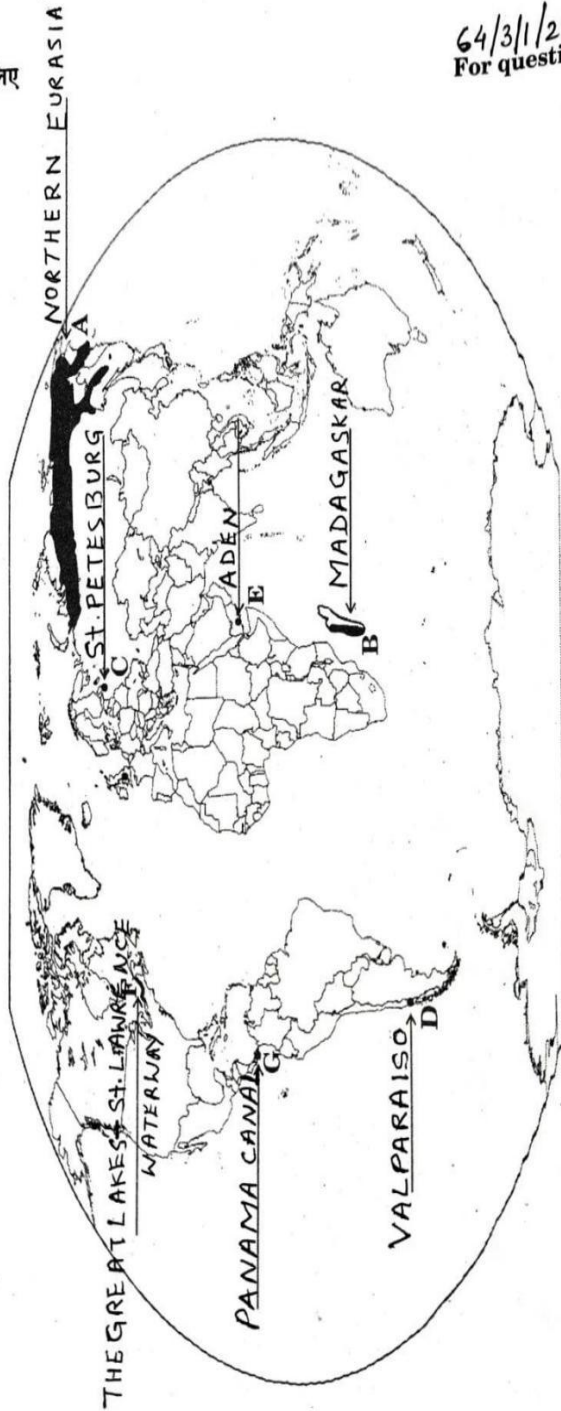 64/3/1/2
For questi
NORTHERN EURASIA
A
St. PETESBURG
C
ADEN
E
MADAGASKAR
B
THE GREAT LAKES & St. LAWRENCE
WATERWAY
F
PANAMA CANAL
G
VALPARAISO
D